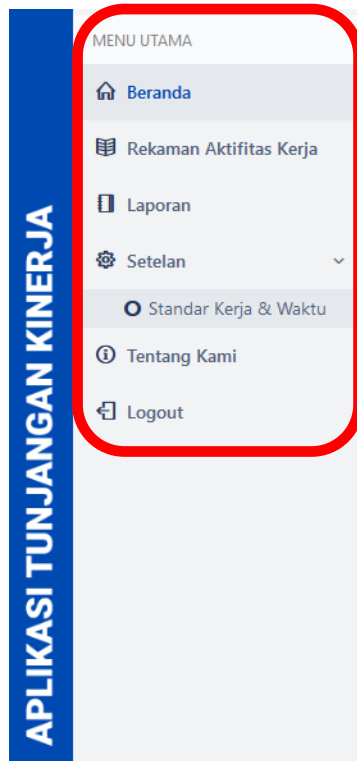 MENU UTAMA
Beranda
Rekaman Aktifitas Kerja
Laporan
Setelan
Standar Kerja & Waktu
Tentang Kami
Logout
APLIKASI TUNJANGAN KINERJA